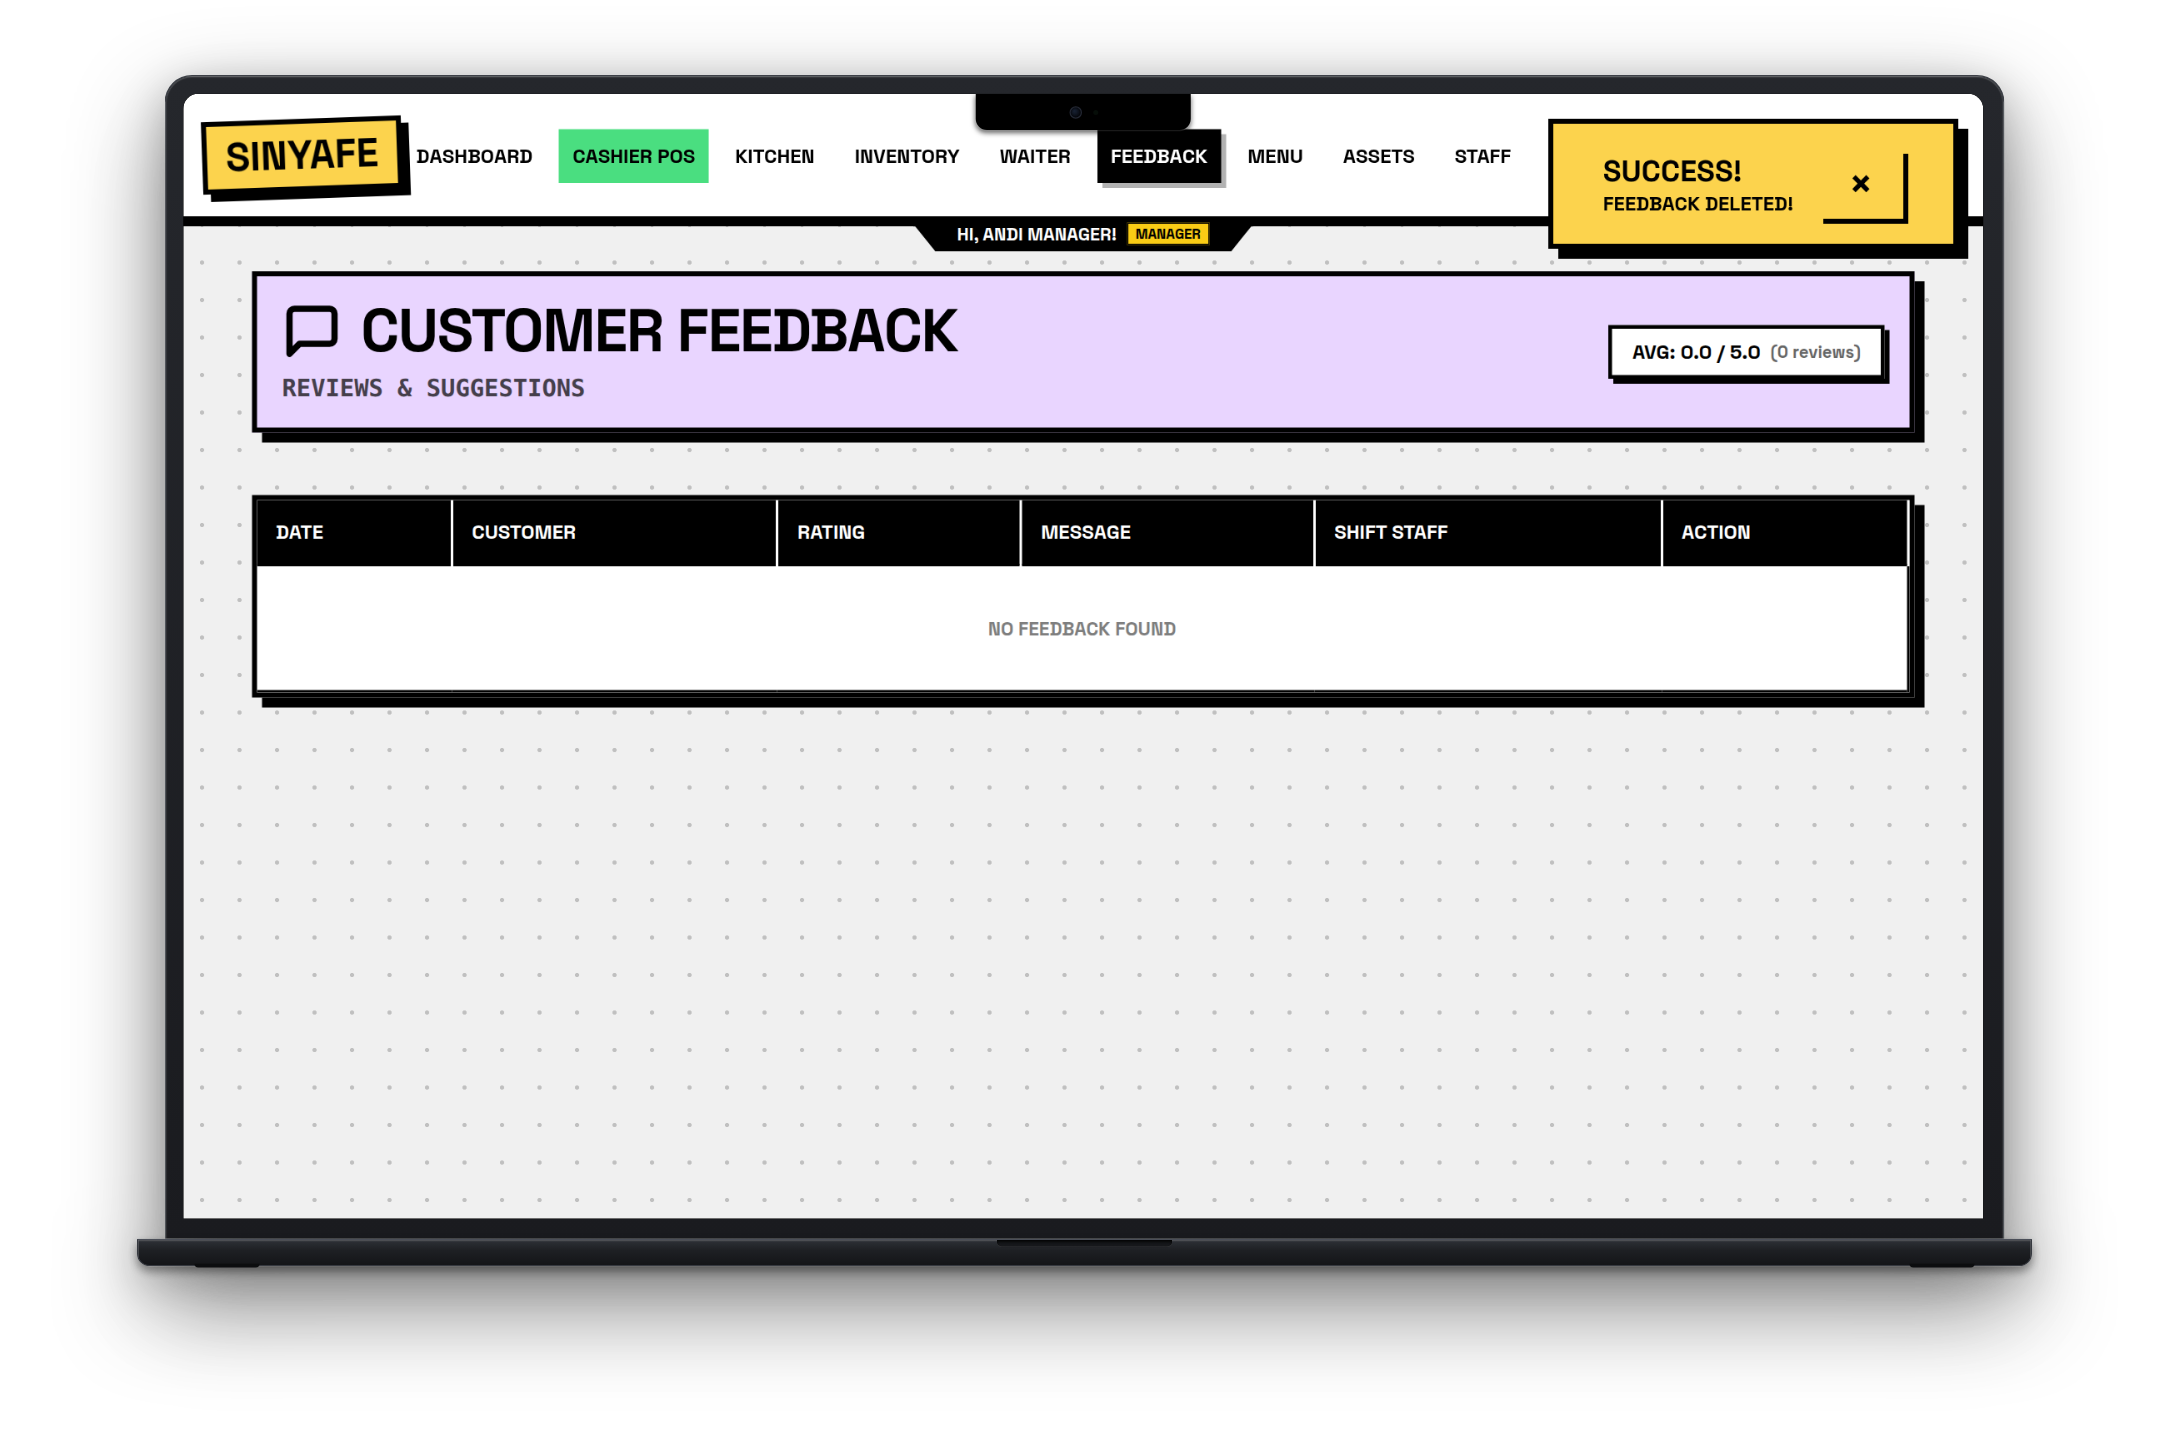 SINYAFE
DASHBOARD
CASHIER POS
KITCHEN
INVENTORY
WAITER
FEEDBACK
MENU
ASSETS
STAFF
SUCCESS!
FEEDBACK DELETED!
×
HI, ANDI MANAGER! MANAGER
CUSTOMER FEEDBACK
REVIEWS & SUGGESTIONS
AVG: 0.0 / 5.0 (0 reviews)
DATE
CUSTOMER
RATING
MESSAGE
SHIFT STAFF
ACTION
NO FEEDBACK FOUND